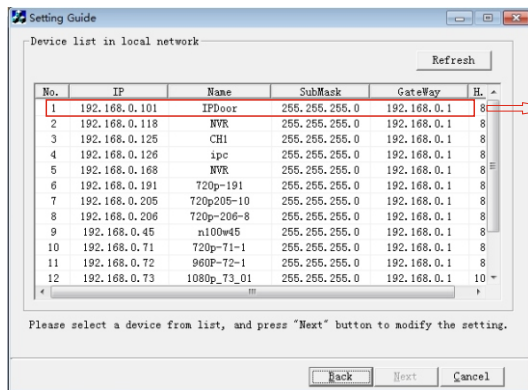 Setting Guide
Device list in local network
Refresh
No. IP Name SubMask GateWay H.
1 192.168.0.101 IPDoor 255.255.255.0 192.168.0.1 8
2 192.168.0.118 NVR 255.255.255.0 192.168.0.1 8
3 192.168.0.125 CH1 255.255.255.0 192.168.0.1 8
4 192.168.0.126 ipc 255.255.255.0 192.168.0.1 8
5 192.168.0.168 NVR 255.255.255.0 192.168.0.1 8
6 192.168.0.191 720p-191 255.255.255.0 192.168.0.1 8
7 192.168.0.205 720p205-10 255.255.255.0 192.168.0.1 8
8 192.168.0.206 720p-206-8 255.255.255.0 192.168.0.1 8
9 192.168.0.45 n100w45 255.255.255.0 192.168.0.1 8
10 192.168.0.71 720p-71-1 255.255.255.0 192.168.0.1 8
11 192.168.0.72 960P-72-1 255.255.255.0 192.168.0.1 8
12 192.168.0.73 1080p_73_01 255.255.255.0 192.168.0.1 10
Please select a device from list, and press "Next" button to modify the setting.
Back Next Cancel